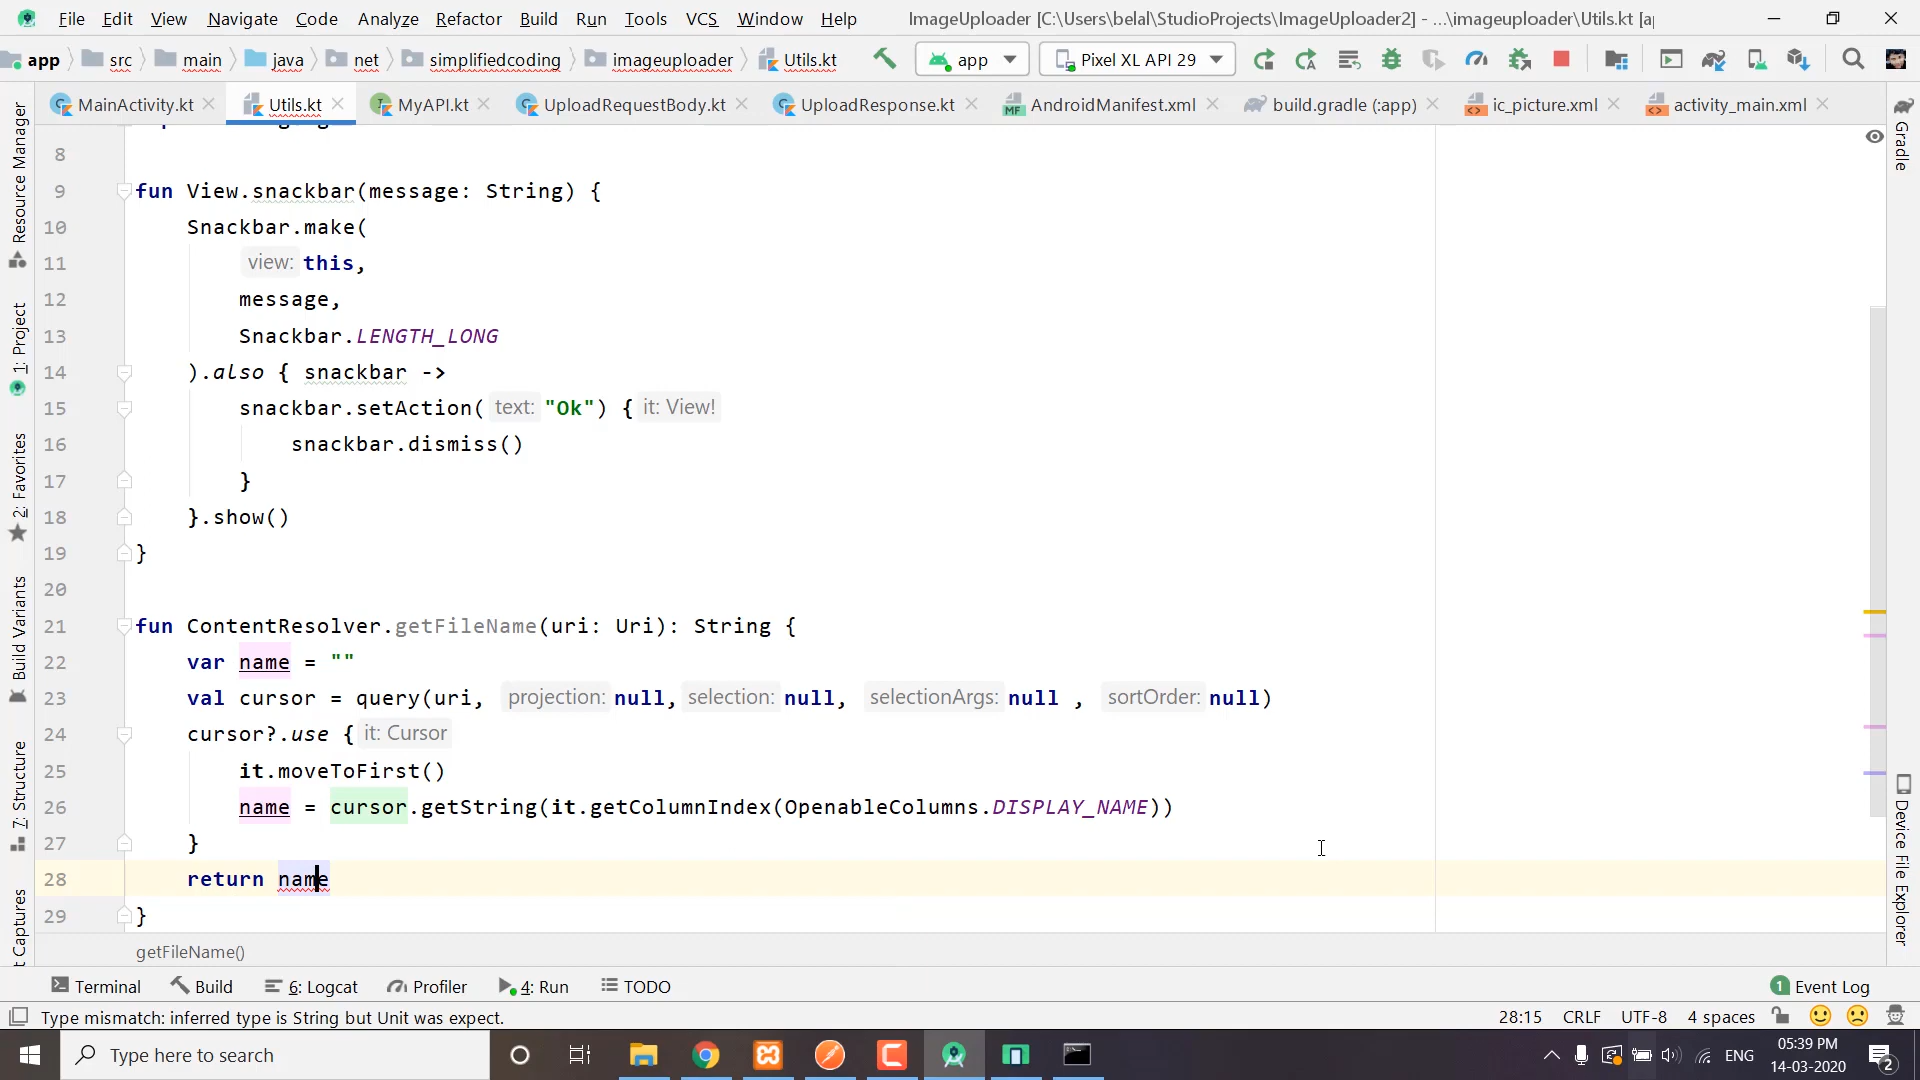 File Edit View Navigate Code Analyze Refactor Build Run Tools VCS Window Help ImageUploader [C:\Users\belal\StudioProjects\ImageUploader2] - ...\imageuploader\Utils.kt [a
app src main java net simplifiedcoding imageuploader Utils.kt app Pixel XL API 29
MainActivity.kt Utils.kt MyAPI.kt UploadRequestBody.kt UploadResponse.kt AndroidManifest.xml build.gradle (:app) ic_picture.xml activity_main.xml
Resource Manager
1: Project
2: Favorites
Build Variants
7: Structure
t Captures
8
9 fun View.snackbar(message: String) {
10 Snackbar.make(
11 view: this,
12 message,
13 Snackbar.LENGTH_LONG
14 ).also { snackbar ->
15 snackbar.setAction( text: "Ok") { it: View!
16 snackbar.dismiss()
17 }
18 }.show()
19 }
20
21 fun ContentResolver.getFileName(uri: Uri): String {
22 var name = ""
23 val cursor = query(uri, projection: null, selection: null, selectionArgs: null , sortOrder: null)
24 cursor?.use { it: Cursor
25 it.moveToFirst()
26 name = cursor.getString(it.getColumnIndex(OpenableColumns.DISPLAY_NAME))
27 }
28 return name
29 }
getFileName()
Gradle
Device File Explorer
Terminal Build 6: Logcat Profiler 4: Run TODO 1 Event Log
Type mismatch: inferred type is String but Unit was expect. 28:15 CRLF UTF-8 4 spaces
Type here to search ENG 05:39 PM
14-03-2020 2